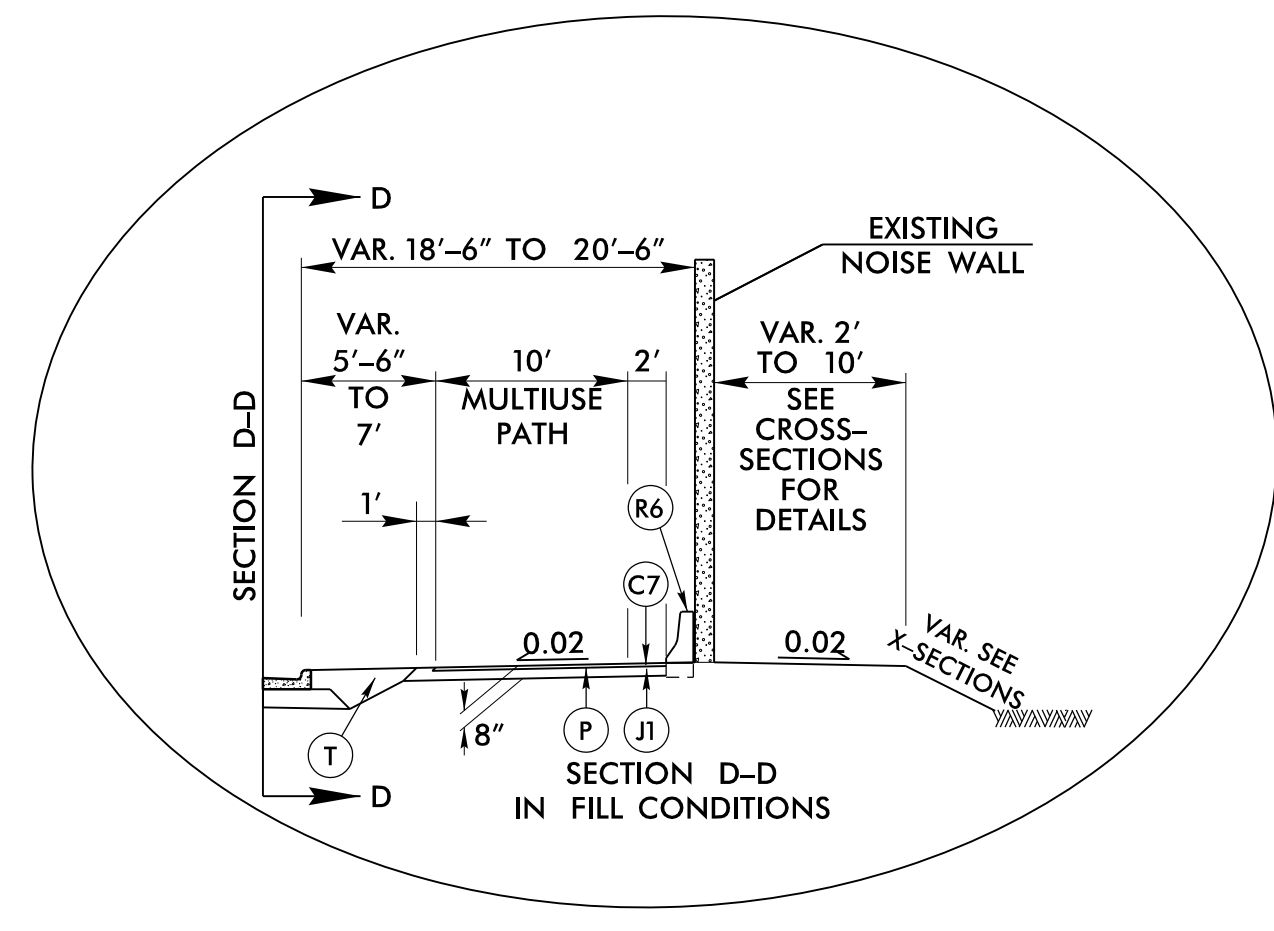 D
VAR. 18'–6" TO 20'–6"
EXISTING
NOISE WALL
VAR.
5'–6"
TO
7'
10'
MULTIUSE
PATH
2'
VAR. 2'
TO 10'
SEE
CROSS–
SECTIONS
FOR
DETAILS
SECTION D–D
1'
R6
C7
0.02
0.02
VAR. SEE
X–SECTIONS
T
8"
P
J1
D
SECTION D–D
IN FILL CONDITIONS